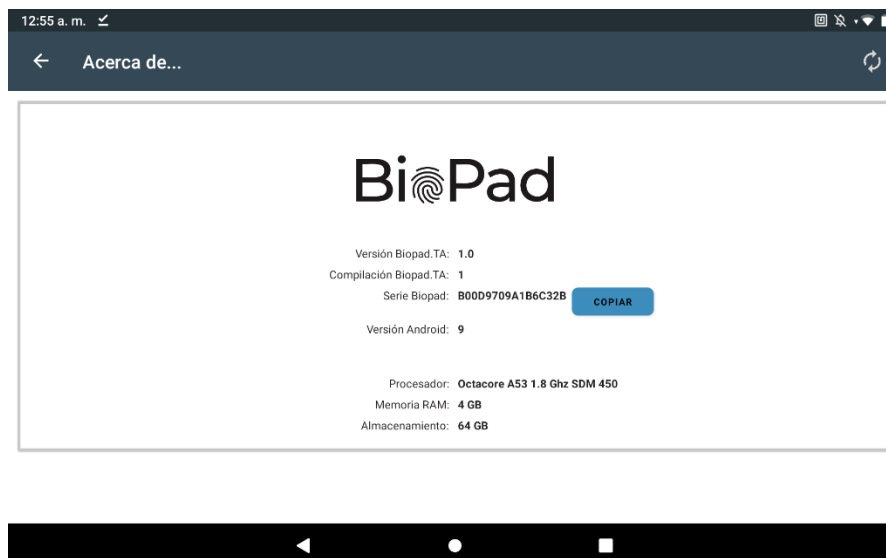 12:55 a. m.
Acerca de...
BioPad
Versión Biopad.TA: 1.0
Compilación Biopad.TA: 1
Serie Biopad: B00D9709A1B6C32B COPIAR
Versión Android: 9
Procesador: Octacore A53 1.8 Ghz SDM 450
Memoria RAM: 4 GB
Almacenamiento: 64 GB